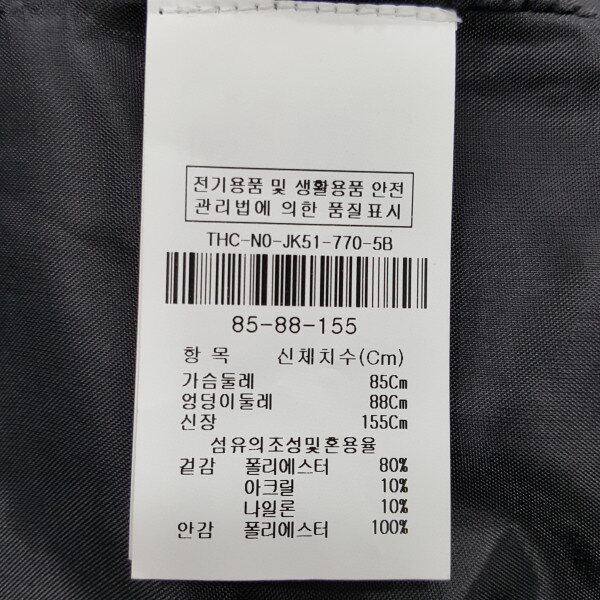 전기용품 및 생활용품 안전
관리법에 의한 품질표시
THC-N0-JK51-770-5B
85-88-155
항 목 신체치수(Cm)
가슴둘레 85Cm
엉덩이둘레 88Cm
신장 155Cm
섬유의조성및혼용율
겉감 폴리에스터 80%
아크릴 10%
나일론 10%
안감 폴리에스터 100%